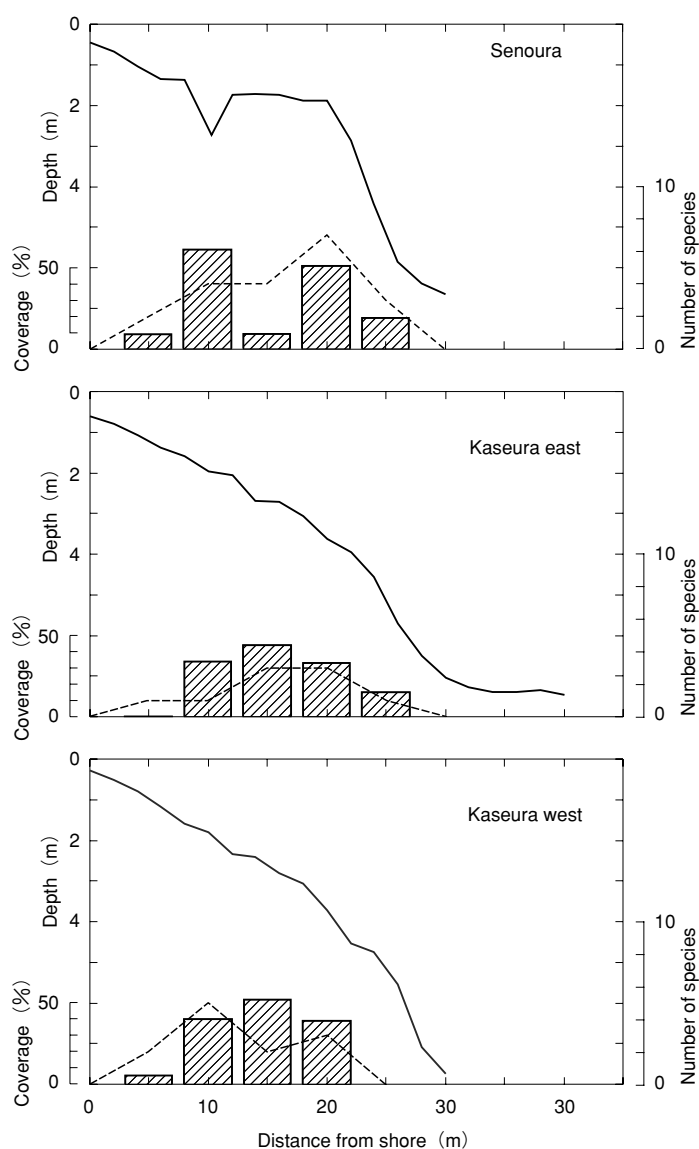 0
Senoura
2
Depth (m)
4
10
Number of species
50
Coverage (%)
0
0
0
Kaseura east
2
Depth (m)
4
10
Number of species
50
Coverage (%)
0
0
0
Kaseura west
2
Depth (m)
4
10
Number of species
50
Coverage (%)
0
0
0 10 20 30 30
Distance from shore (m)